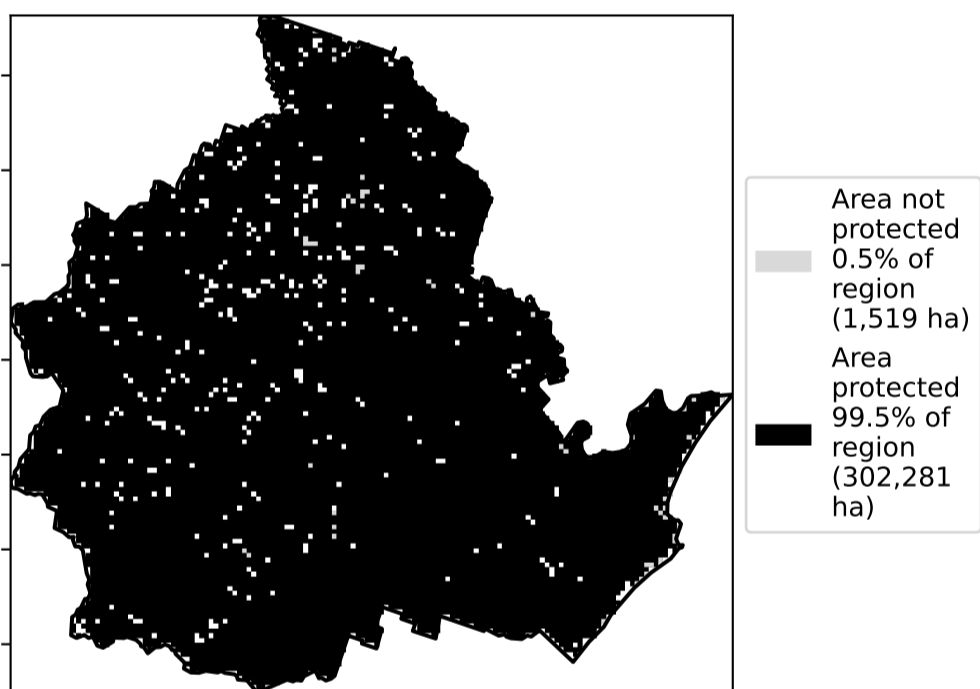 Area not
protected
0.5% of
region
(1,519 ha)
Area
protected
99.5% of
region
(302,281
ha)